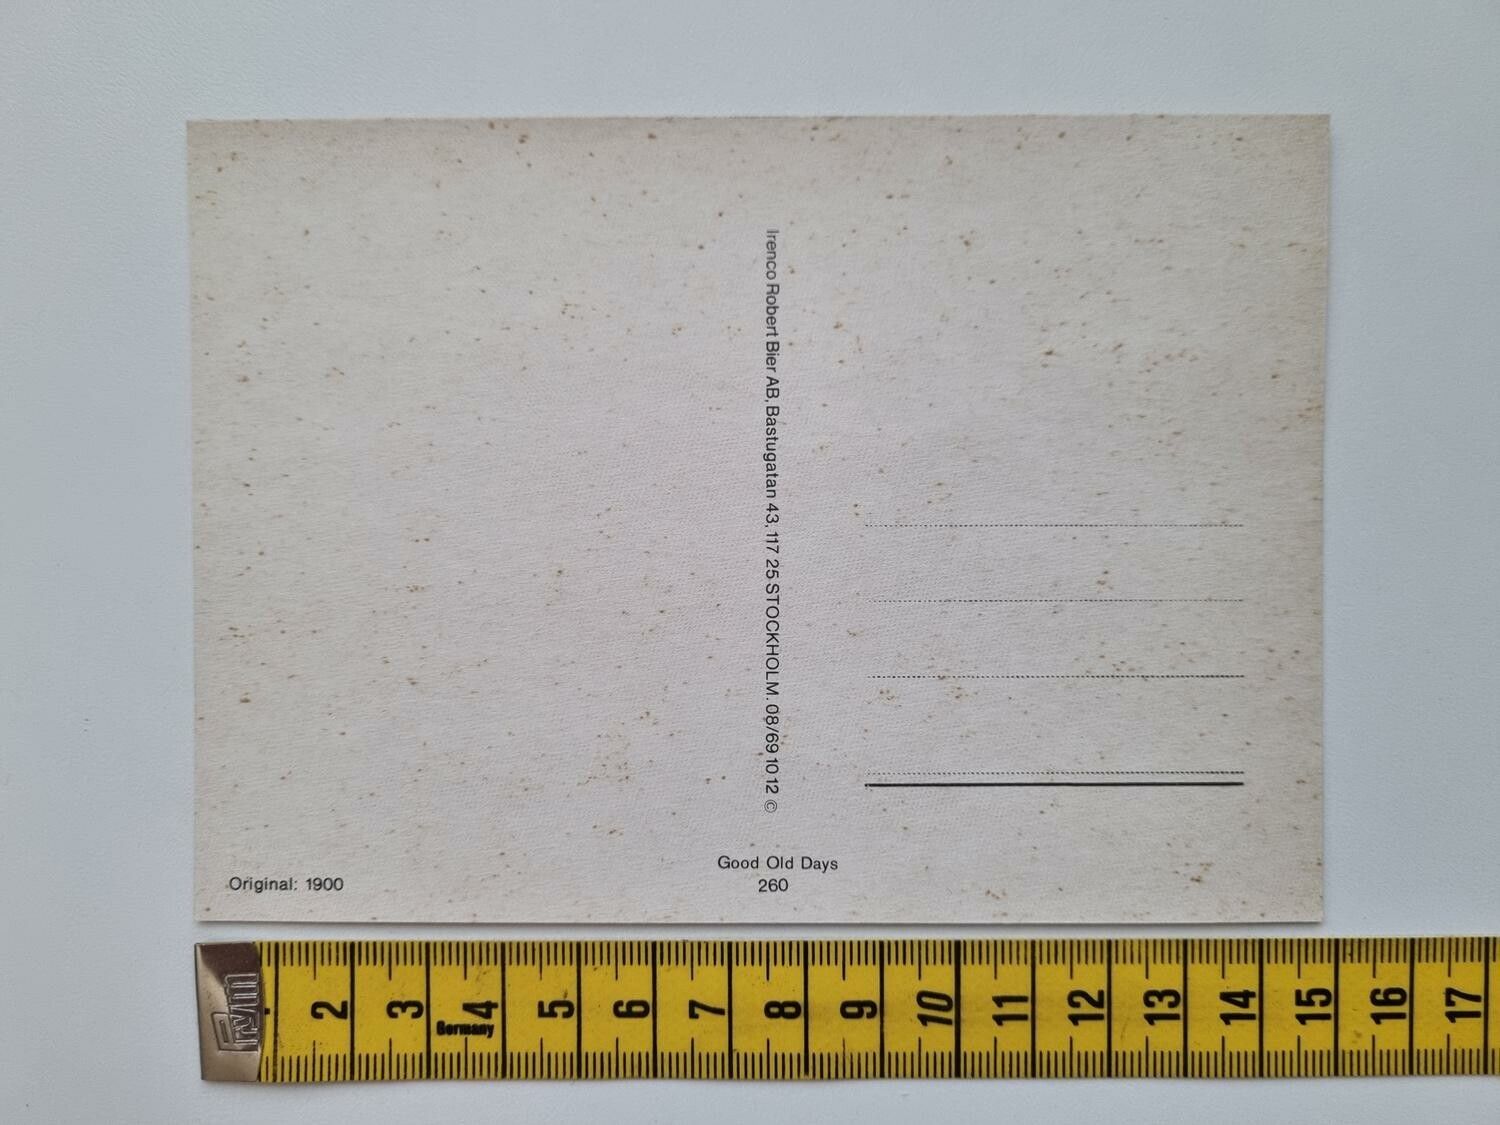 Irenco Robert Bier AB, Bastugatan 43, 117 25 STOCKHOLM. 08/69 10 12 ©
Good Old Days
260
Original: 1900
Prym
2 3 4 5 6 7 8 9 10 11 12 13 14 15 16 17
Germany